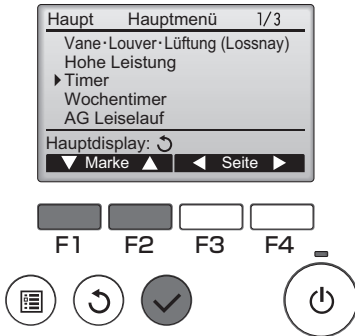 Haupt Hauptmenü 1/3
Vane·Louver·Lüftung (Lossnay)
Hohe Leistung
Timer
Wochentimer
AG Leiselauf
Hauptdisplay:
Marke Seite
F1 F2 F3 F4